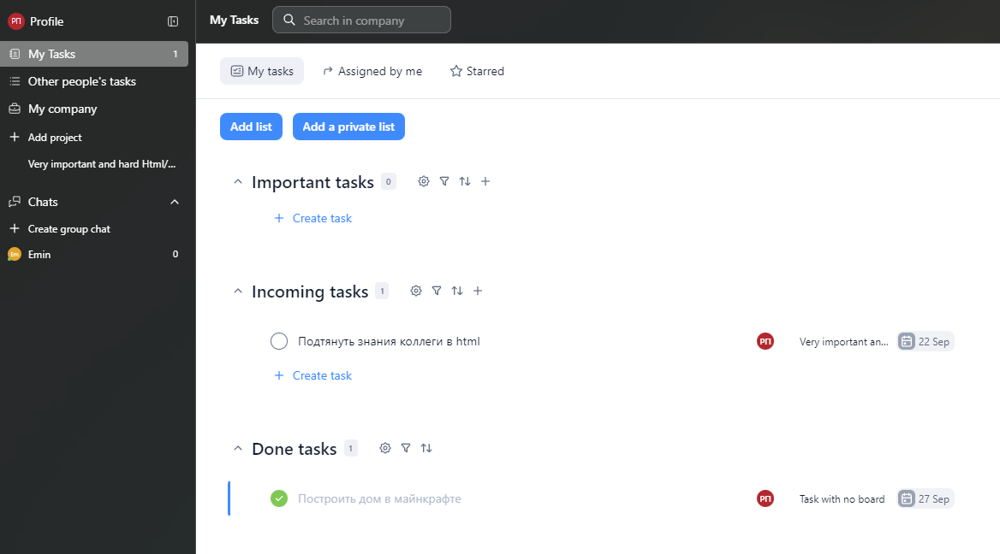 РП Profile
My Tasks 1
Other people's tasks
My company
Add project
Very important and hard Html/...
Chats
Create group chat
Em Emin 0
My Tasks Search in company
My tasks Assigned by me Starred
Add list Add a private list
Important tasks 0
Create task
Incoming tasks 1
Подтянуть знания коллеги в html РП Very important an... 22 Sep
Create task
Done tasks 1
Построить дом в майнкрафте РП Task with no board 27 Sep